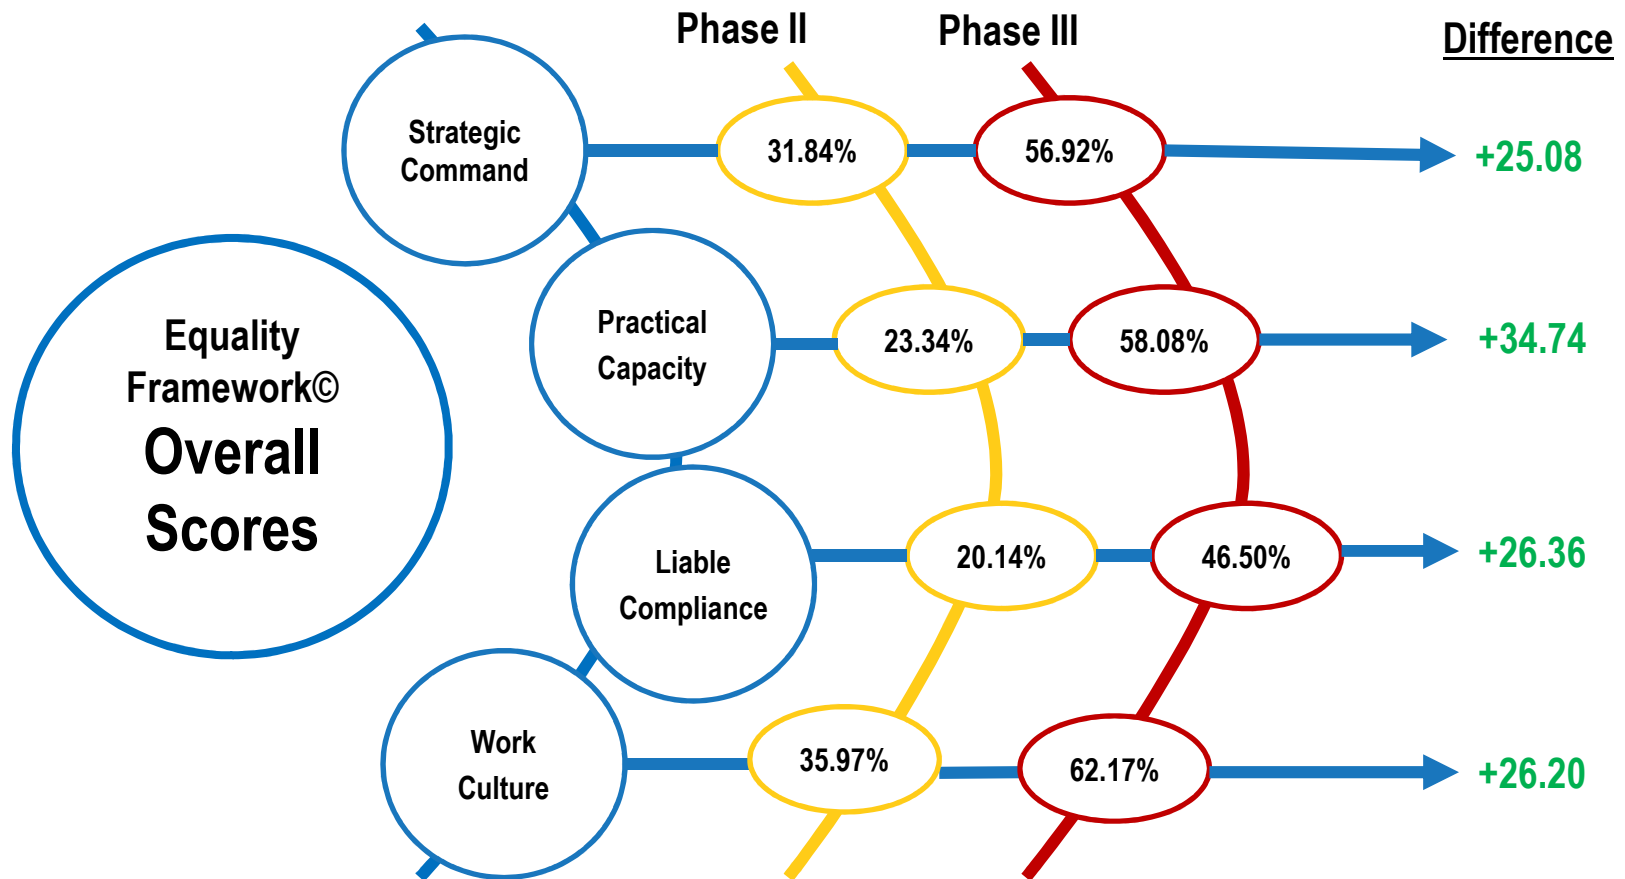 Phase II
Phase III
Difference
Strategic
Command
31.84%
56.92%
+25.08
Equality
Framework©
Overall
Scores
Practical
Capacity
23.34%
58.08%
+34.74
Liable
Compliance
20.14%
46.50%
+26.36
Work
Culture
35.97%
62.17%
+26.20